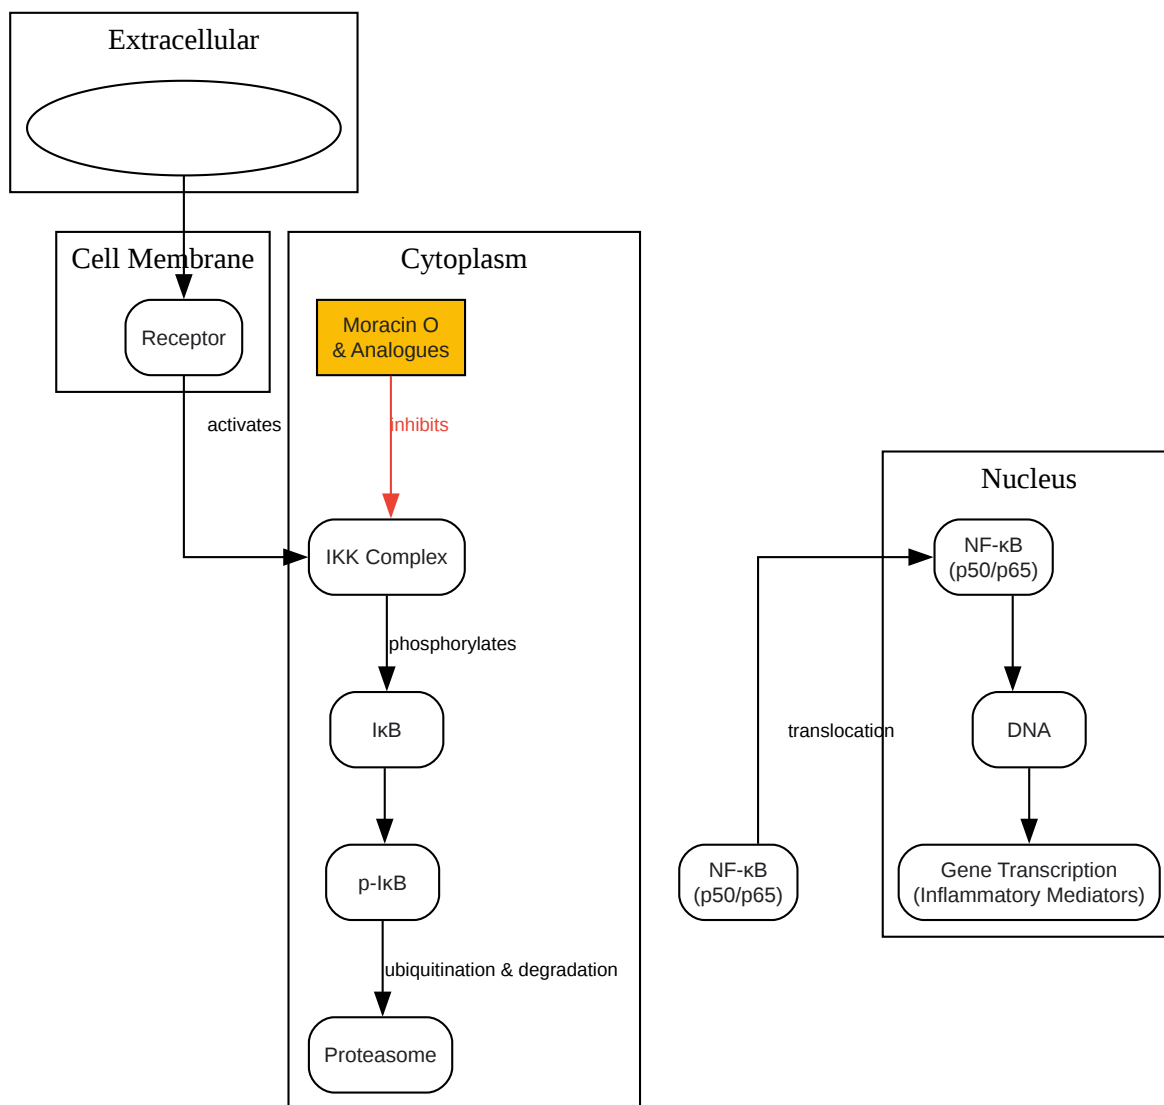 Extracellular
Cell Membrane
Receptor
activates
Cytoplasm
Moracin O
& Analogues
inhibits
IKK Complex
phosphorylates
IκB
p-IκB
ubiquitination & degradation
Proteasome
NF-κB
(p50/p65)
translocation
Nucleus
NF-κB
(p50/p65)
DNA
Gene Transcription
(Inflammatory Mediators)